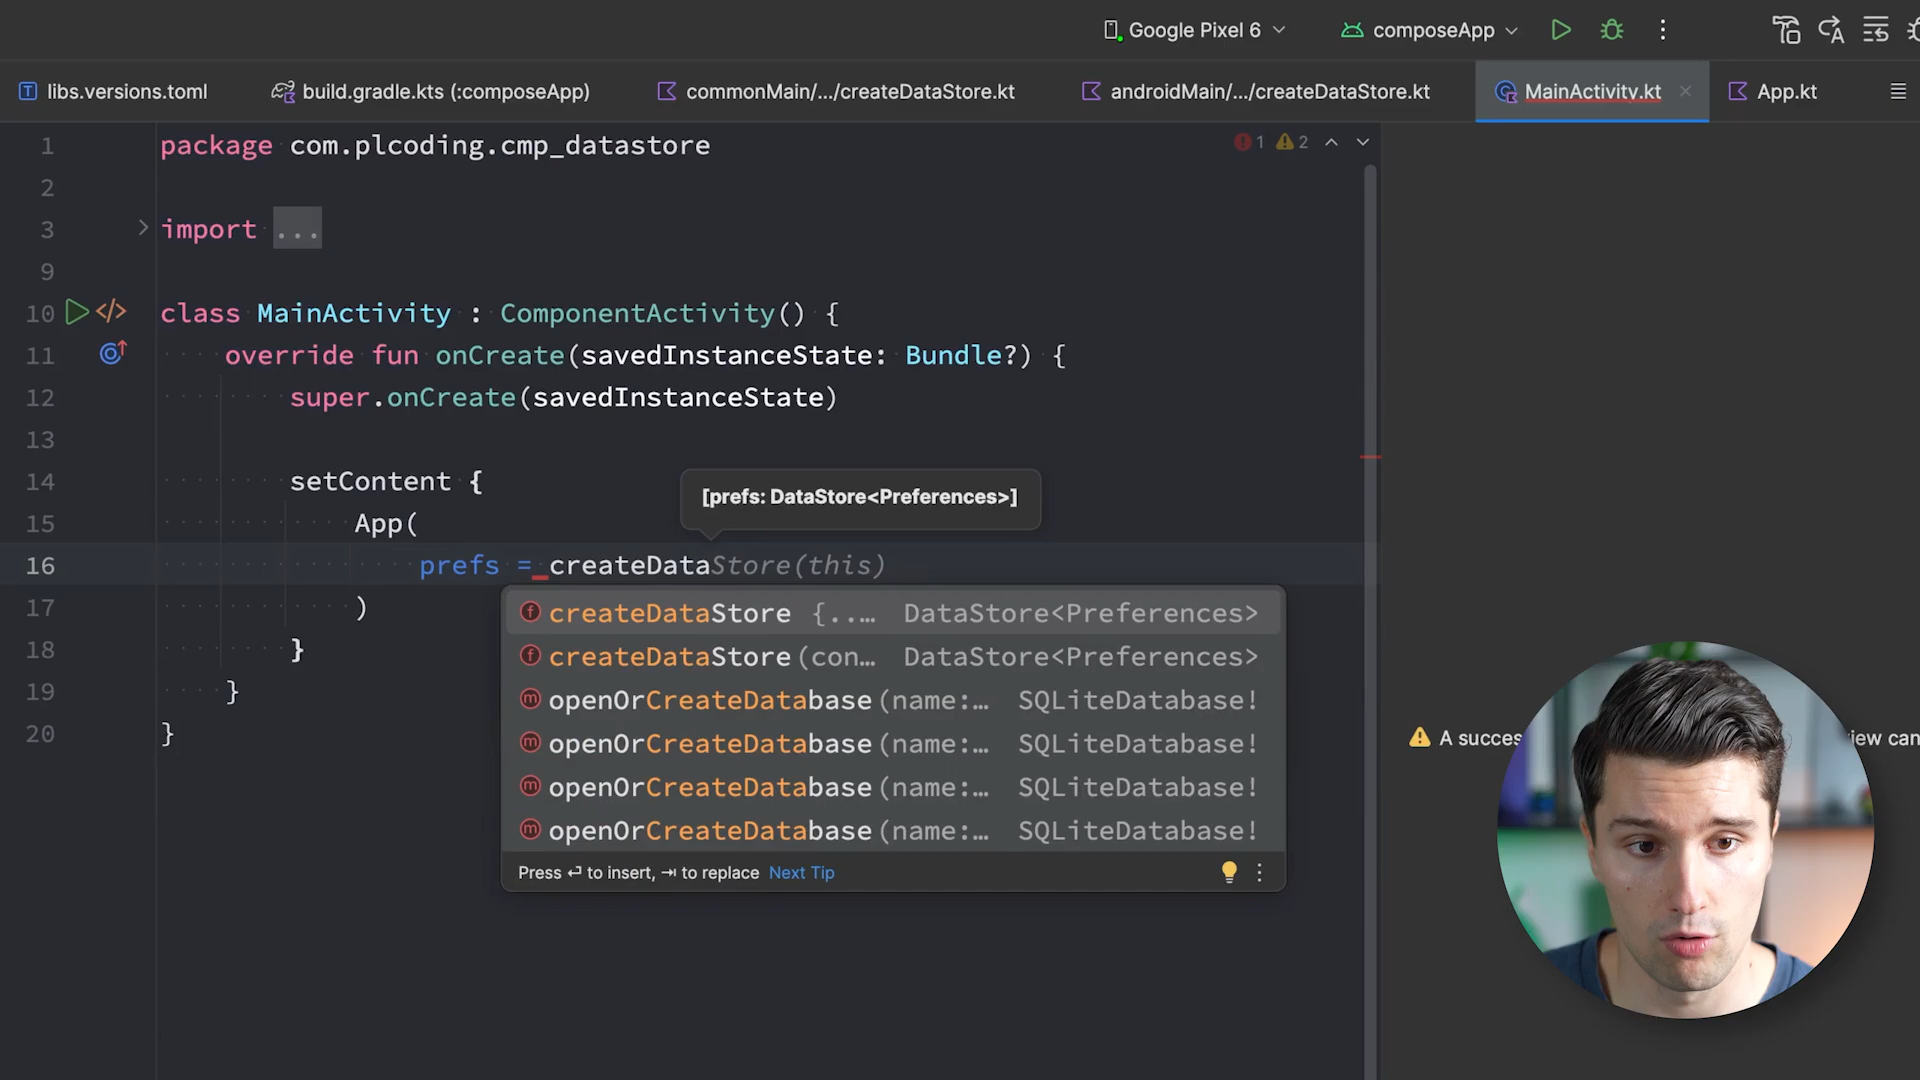 Google Pixel 6
composeApp
libs.versions.toml
build.gradle.kts (:composeApp)
commonMain/.../createDataStore.kt
androidMain/.../createDataStore.kt
MainActivity.kt
App.kt
1 package com.plcoding.cmp_datastore
1 2
2
3 import ...
9
10 class MainActivity : ComponentActivity() {
11 override fun onCreate(savedInstanceState: Bundle?) {
12 super.onCreate(savedInstanceState)
13
14 setContent {
[prefs: DataStore<Preferences>]
15 App(
16 prefs = createDataStore(this)
17 )
createDataStore {..… DataStore<Preferences>
18 }
createDataStore(con… DataStore<Preferences>
19 }
openOrCreateDatabase(name:… SQLiteDatabase!
20 }
openOrCreateDatabase(name:… SQLiteDatabase!
openOrCreateDatabase(name:… SQLiteDatabase!
openOrCreateDatabase(name:… SQLiteDatabase!
Press ⏎ to insert, ⇥ to replace Next Tip
A succes
iew can